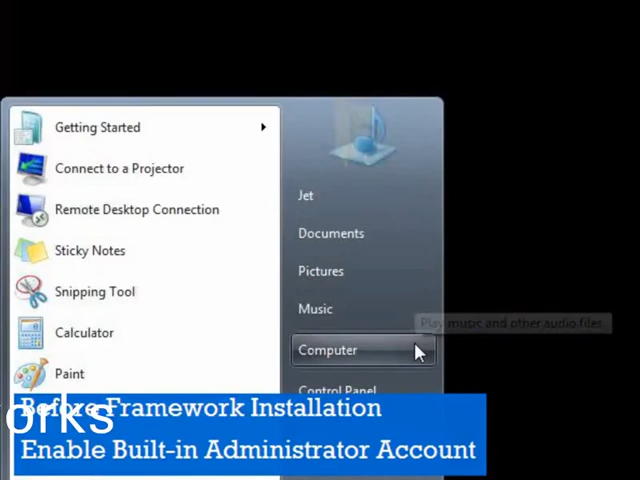 Getting Started
Connect to a Projector
Remote Desktop Connection
Sticky Notes
Snipping Tool
Calculator
Paint
Jet
Documents
Pictures
Music
Play music and other audio files.
Computer
Control Panel
orks
Before Framework Installation
Enable Built-in Administrator Account